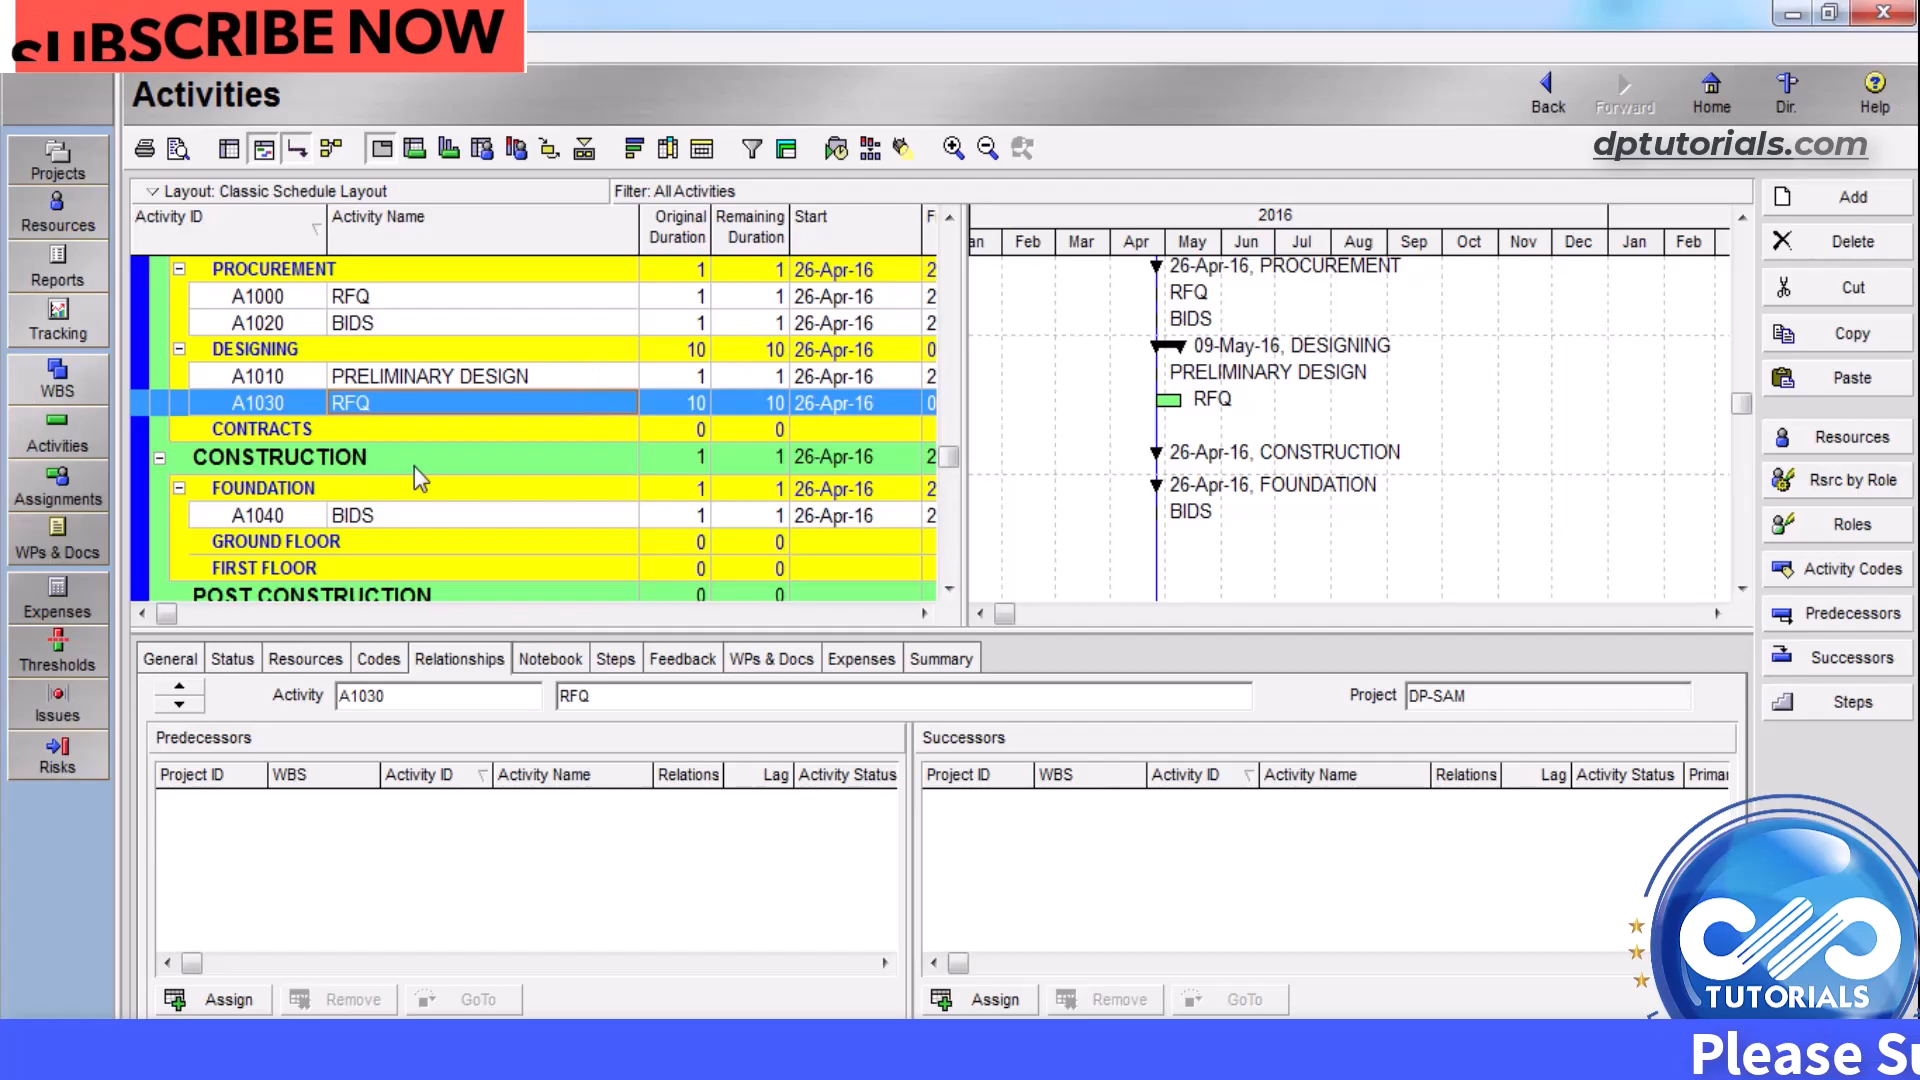 SUBSCRIBE NOW
Activities
Back
Forward
Home
Dir.
Help
dptutorials.com
Projects
Resources
Reports
Tracking
WBS
Activities
Assignments
WPs & Docs
Expenses
Thresholds
Issues
Risks
Layout: Classic Schedule Layout
Filter: All Activities
Activity ID
Activity Name
Original Duration
Remaining Duration
Start
PROCUREMENT 1 1 26-Apr-16 2
A1000 RFQ 1 1 26-Apr-16 2
A1020 BIDS 1 1 26-Apr-16 2
DESIGNING 10 10 26-Apr-16 0
A1010 PRELIMINARY DESIGN 1 1 26-Apr-16 2
A1030 RFQ 10 10 26-Apr-16 0
CONTRACTS 0 0
CONSTRUCTION 1 1 26-Apr-16 2
FOUNDATION 1 1 26-Apr-16 2
A1040 BIDS 1 1 26-Apr-16 2
GROUND FLOOR 0 0
FIRST FLOOR 0 0
POST CONSTRUCTION 0 0
2016
an Feb Mar Apr May Jun Jul Aug Sep Oct Nov Dec Jan Feb
26-Apr-16, PROCUREMENT
RFQ
BIDS
09-May-16, DESIGNING
PRELIMINARY DESIGN
RFQ
26-Apr-16, CONSTRUCTION
26-Apr-16, FOUNDATION
BIDS
Add
Delete
Cut
Copy
Paste
Resources
Rsrc by Role
Roles
Activity Codes
Predecessors
Successors
Steps
General Status Resources Codes Relationships Notebook Steps Feedback WPs & Docs Expenses Summary
Activity A1030 RFQ Project DP-SAM
Predecessors
Project ID WBS Activity ID Activity Name Relations Lag Activity Status
Assign Remove GoTo
Successors
Project ID WBS Activity ID Activity Name Relations Lag Activity Status Primar
Assign Remove GoTo
TUTORIALS
Please Su